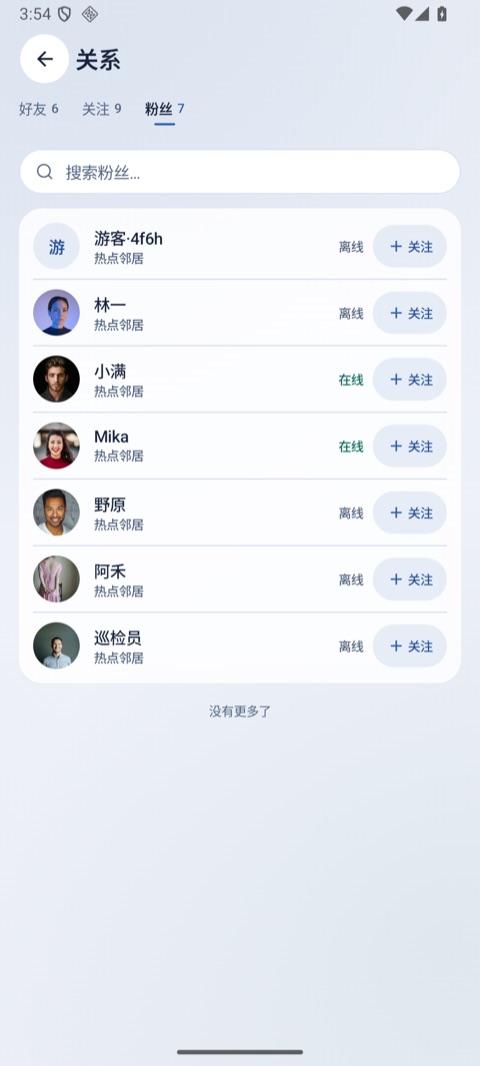 3:54
关系
好友 6 关注 9 粉丝 7
搜索粉丝...
游 游客·4f6h 离线 + 关注
热点邻居
林一 离线 + 关注
热点邻居
小满 在线 + 关注
热点邻居
Mika 在线 + 关注
热点邻居
野原 离线 + 关注
热点邻居
阿禾 离线 + 关注
热点邻居
巡检员 离线 + 关注
热点邻居
没有更多了